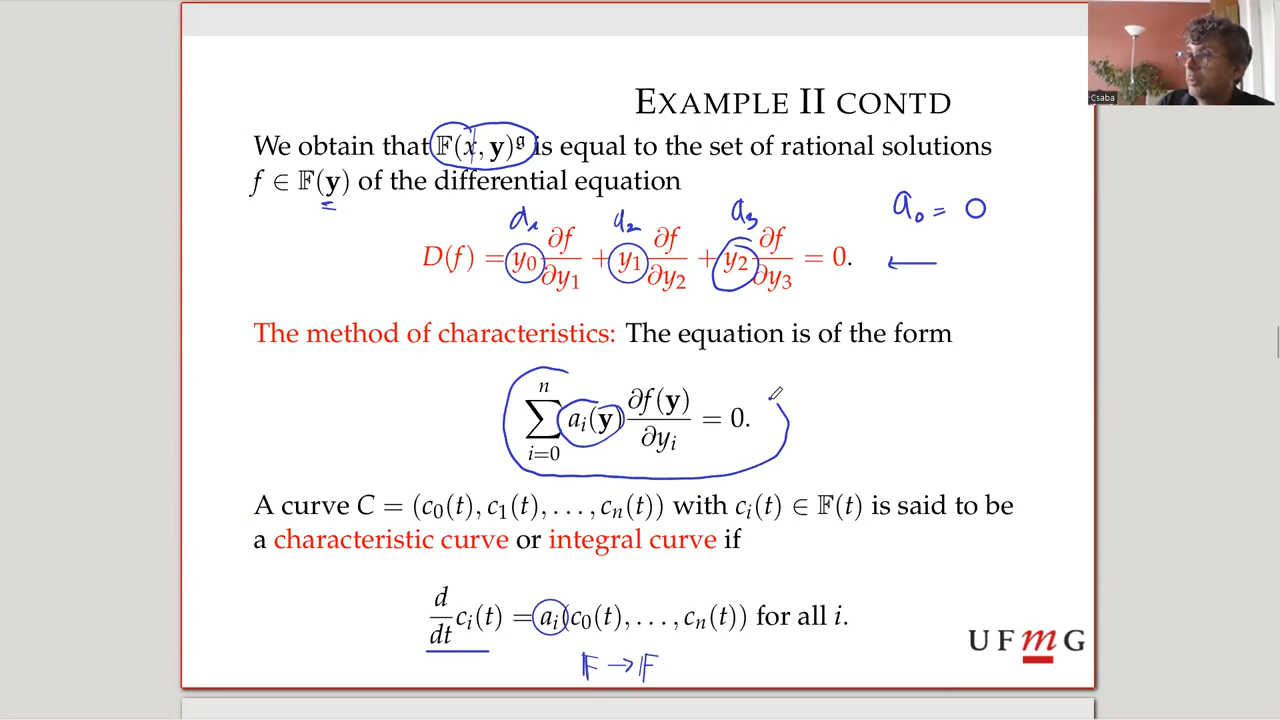 EXAMPLE II CONTD
Csaba
We obtain that 𝔽(x, y)^𝔤 is equal to the set of rational solutions
f ∈ 𝔽(y) of the differential equation
a₁ a₂ a₃ a₀ = 0
D(f) = y₀ ∂f/∂y₁ + y₁ ∂f/∂y₂ + y₂ ∂f/∂y₃ = 0. ←
The method of characteristics: The equation is of the form
∑_{i=0}^{n} aᵢ(y) ∂f(y)/∂yᵢ = 0.
A curve C = (c₀(t), c₁(t), . . . , cₙ(t)) with cᵢ(t) ∈ 𝔽(t) is said to be
a characteristic curve or integral curve if
d/dt cᵢ(t) = aᵢ(c₀(t), . . . , cₙ(t)) for all i.
UFmG
𝔽 → 𝔽